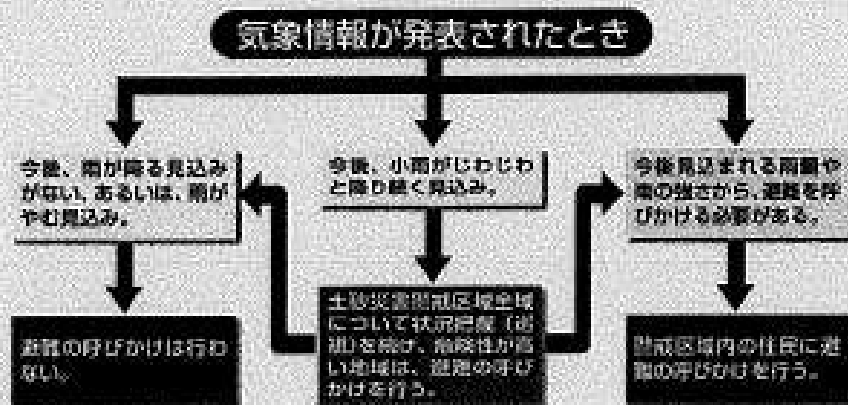 気象情報が発表されたとき
今後、雨が降る見込み
がない、あるいは、雨が
やむ見込み。
今後、小雨がじわじわ
と降り続く見込み。
今後見込まれる雨量や
雨の強さから、避難を呼
びかける必要がある。
避難の呼びかけは行わ
ない。
土砂災害警戒区域全域
について状況把握（巡
視）を続け、危険性が高
い地域は、避難の呼び
かけを行う。
警戒区域内の住民に避
難の呼びかけを行う。